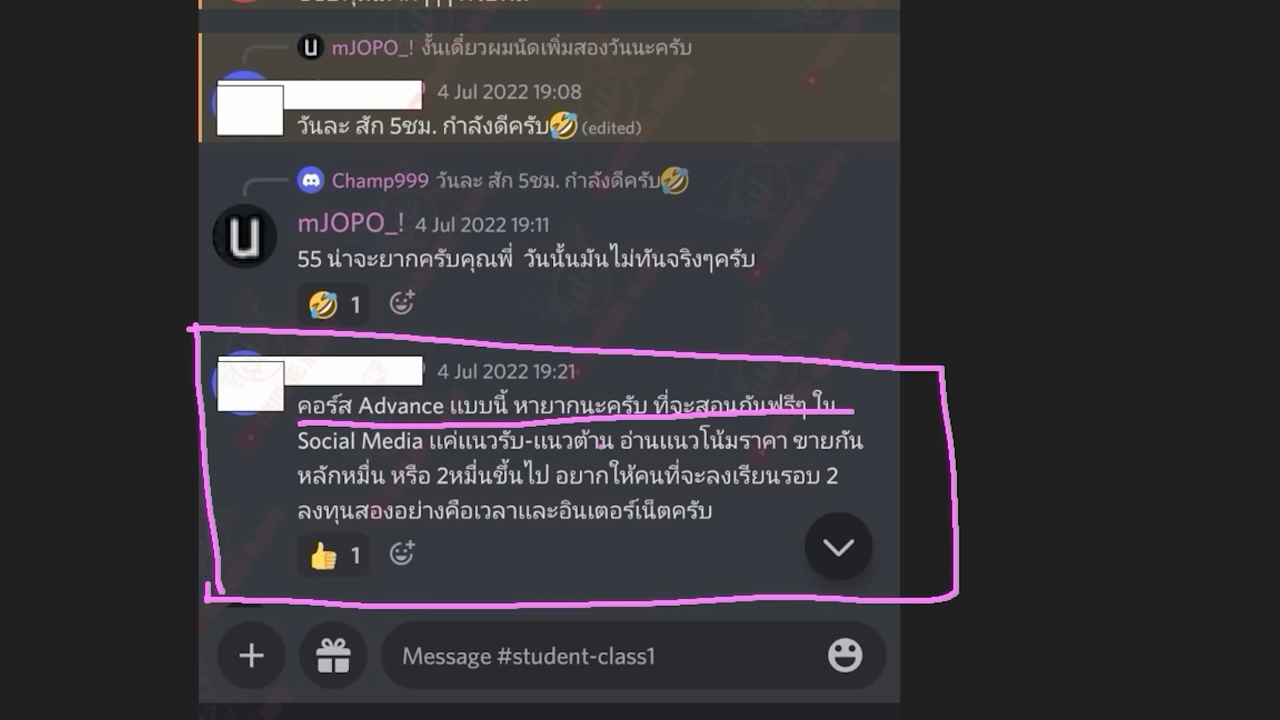 mJOPO_! งั้นเดี๋ยวผมนัดเพิ่มสองวันนะครับ
4 Jul 2022 19:08
วันละ สัก 5ชม. กำลังดีครับ🤣 (edited)
Champ999 วันละ สัก 5ชม. กำลังดีครับ🤣
mJOPO_! 4 Jul 2022 19:11
55 น่าจะยากครับคุณพี่ วันนั้นมันไม่ทันจริงๆครับ
🤣 1
4 Jul 2022 19:21
คอร์ส Advance แบบนี้ หายากนะครับ ที่จะสอนกันฟรีๆ ใน
Social Media แค่แนวรับ-แนวต้าน อ่านแนวโน้มราคา ขายกัน
หลักหมื่น หรือ 2หมื่นขึ้นไป อยากให้คนที่จะลงเรียนรอบ 2
ลงทุนสองอย่างคือเวลาและอินเตอร์เน็ตครับ
👍 1
Message #student-class1